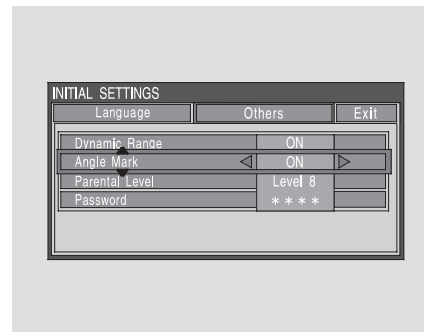 INITIAL SETTINGS
Language Others Exit
Dynamic Range ON
Angle Mark ON
Parental Level Level 8
Password ****